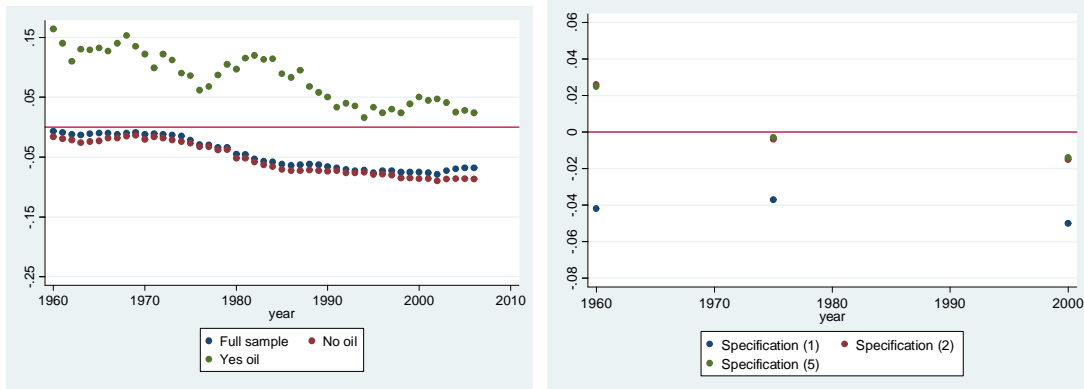 .15
.05
-.05
-.15
-.25
1960 1970 1980 1990 2000 2010
year
Full sample No oil
Yes oil
.06
.04
.02
0
-.02
-.04
-.06
-.08
1960 1970 1980 1990 2000
year
Specification (1) Specification (2)
Specification (5)